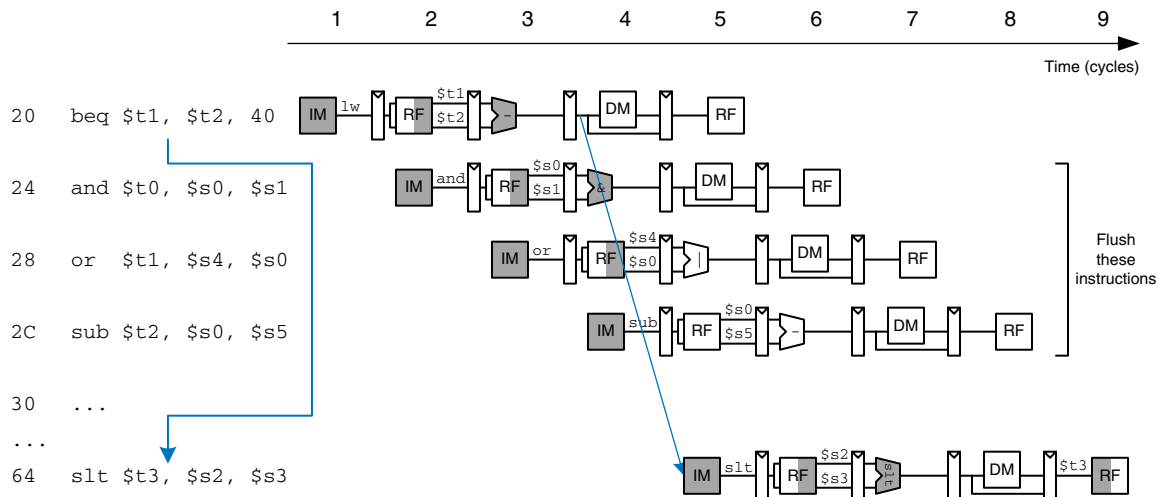 1 2 3 4 5 6 7 8 9
Time (cycles)
20 beq $t1, $t2, 40 IM lw RF $t1 $t2 - DM RF
24 and $t0, $s0, $s1 IM and RF $s0 $s1 & DM RF
28 or $t1, $s4, $s0 IM or RF $s4 $s0 | DM RF
2C sub $t2, $s0, $s5 IM sub RF $s0 $s5 - DM RF
Flush
these
instructions
30 ...
...
64 slt $t3, $s2, $s3 IM slt RF $s2 $s3 slt DM $t3 RF